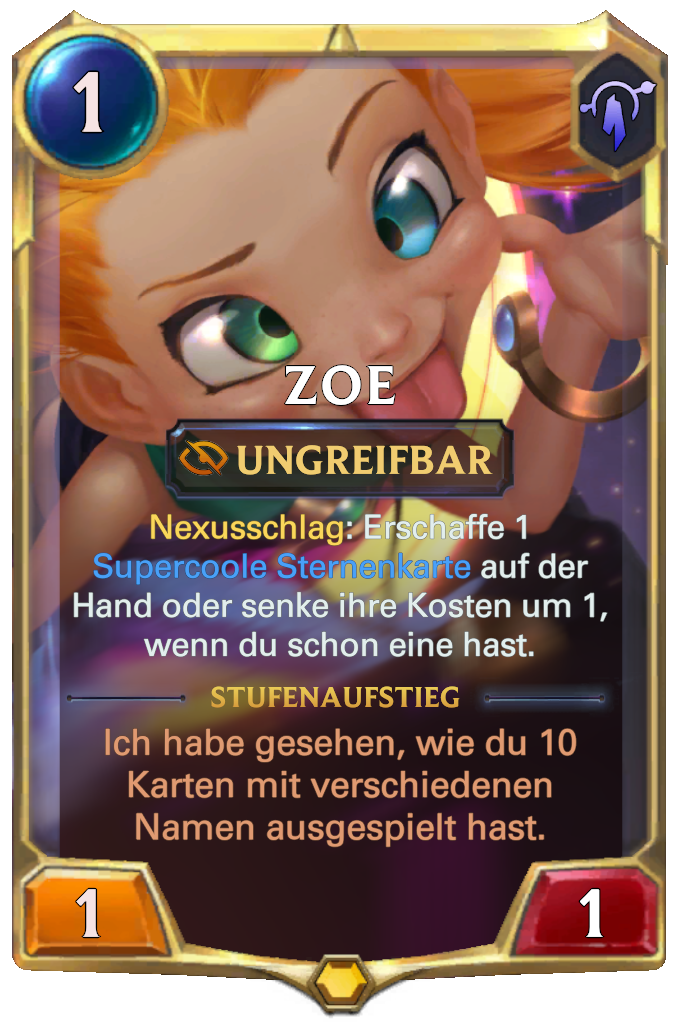 1
ZOE
UNGREIFBAR
Nexusschlag: Erschaffe 1
Supercoole Sternenkarte auf der
Hand oder senke ihre Kosten um 1,
wenn du schon eine hast.
STUFENAUFSTIEG
Ich habe gesehen, wie du 10
Karten mit verschiedenen
Namen ausgespielt hast.
1
1